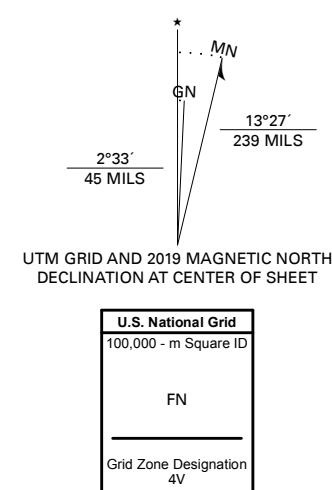 ★
MN
GN
13°27´
239 MILS
2°33´
45 MILS
UTM GRID AND 2019 MAGNETIC NORTH
DECLINATION AT CENTER OF SHEET
U.S. National Grid
100,000 - m Square ID
FN
Grid Zone Designation
4V